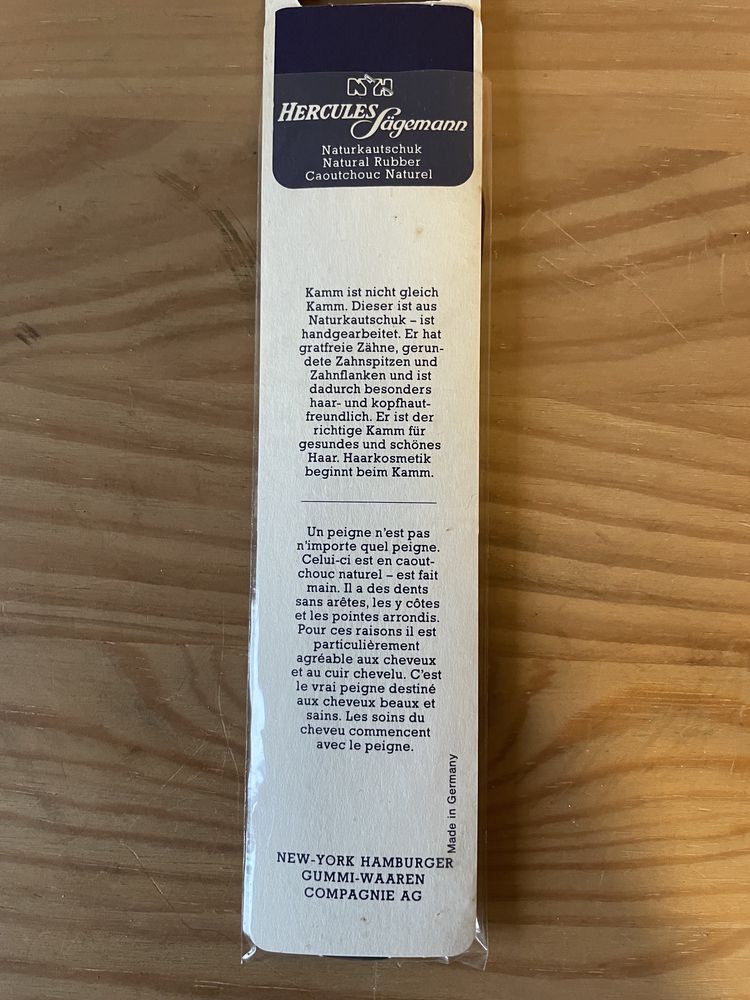 NYH
HERCULES Sägemann
Naturkautschuk
Natural Rubber
Caoutchouc Naturel
Kamm ist nicht gleich
Kamm. Dieser ist aus
Naturkautschuk – ist
handgearbeitet. Er hat
gratfreie Zähne, gerun-
dete Zahnspitzen und
Zahnflanken und ist
dadurch besonders
haar- und kopfhaut-
freundlich. Er ist der
richtige Kamm für
gesundes und schönes
Haar. Haarkosmetik
beginnt beim Kamm.
Un peigne n'est pas
n'importe quel peigne.
Celui-ci est en caout-
chouc naturel – est fait
main. Il a des dents
sans arêtes, les y côtes
et les pointes arrondis.
Pour ces raisons il est
particulièrement
agréable aux cheveux
et au cuir chevelu. C'est
le vrai peigne destiné
aux cheveux beaux et
sains. Les soins du
cheveu commencent
avec le peigne.
Made in Germany
NEW-YORK HAMBURGER
GUMMI-WAAREN
COMPAGNIE AG